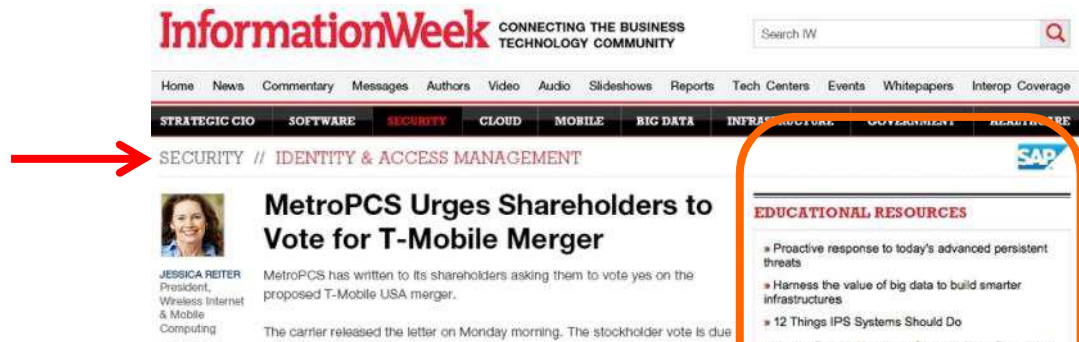 InformationWeek
CONNECTING THE BUSINESS
TECHNOLOGY COMMUNITY
Search IW
Home News Commentary Messages Authors Video Audio Slideshows Reports Tech Centers Events Whitepapers Interop Coverage
STRATEGIC CIO SOFTWARE SECURITY CLOUD MOBILE BIG DATA INFRASTRUCTURE GOVERNMENT HEALTHCARE
SECURITY // IDENTITY & ACCESS MANAGEMENT
SAP
MetroPCS Urges Shareholders to
Vote for T-Mobile Merger
JESSICA REITER
President,
Wireless Internet
& Mobile
Computing
MetroPCS has written to its shareholders asking them to vote yes on the
proposed T-Mobile USA merger.
The carrier released the letter on Monday morning. The stockholder vote is due
EDUCATIONAL RESOURCES
» Proactive response to today's advanced persistent
threats
» Harness the value of big data to build smarter
infrastructures
» 12 Things IPS Systems Should Do